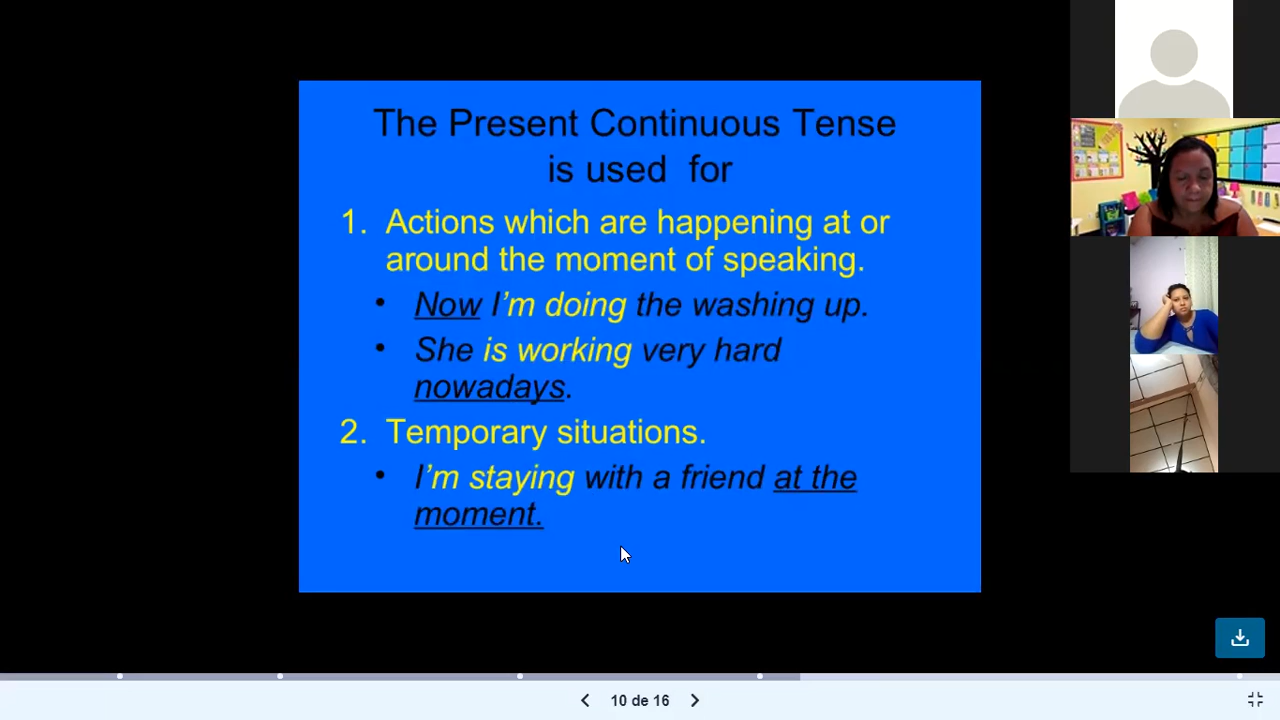 The Present Continuous Tense
is used for
1. Actions which are happening at or
around the moment of speaking.
• Now I'm doing the washing up.
• She is working very hard
nowadays.
2. Temporary situations.
• I'm staying with a friend at the
moment.
10 de 16